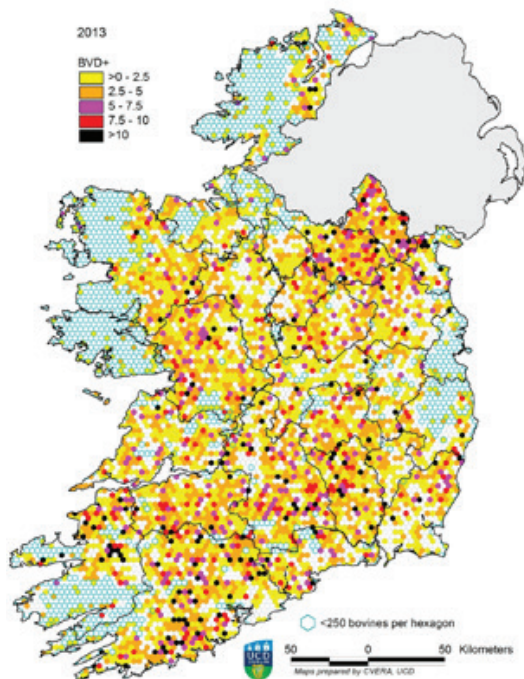 2013
BVD+
>0 - 2.5
2.5 - 5
5 - 7.5
7.5 - 10
>10
<250 bovines per hexagon
UCD
50 0 50 Kilometers
Maps prepared by CVERA, UCD